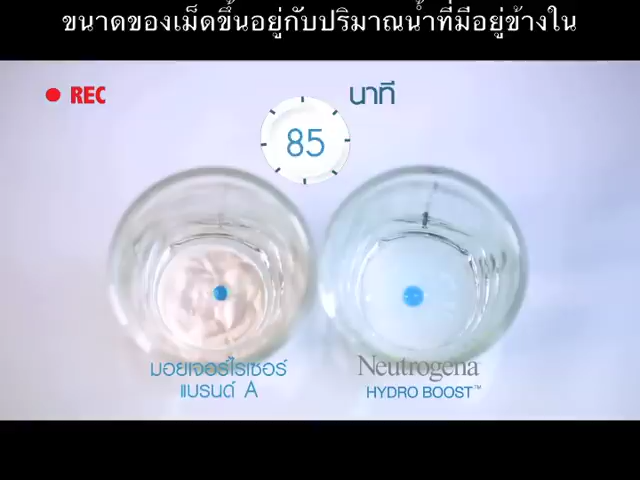 ขนาดของเม็ดขึ้นอยู่กับปริมาณน้ำที่มีอยู่ข้างใน
REC
นาที
85
มอยเจอร์ไรเซอร์
แบรนด์ A
Neutrogena
HYDRO BOOST™